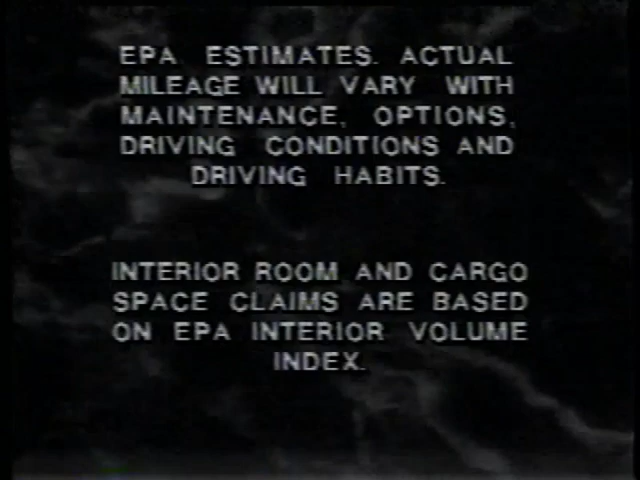 EPA ESTIMATES. ACTUAL
MILEAGE WILL VARY WITH
MAINTENANCE, OPTIONS,
DRIVING CONDITIONS AND
DRIVING HABITS.
INTERIOR ROOM AND CARGO
SPACE CLAIMS ARE BASED
ON EPA INTERIOR VOLUME
INDEX.